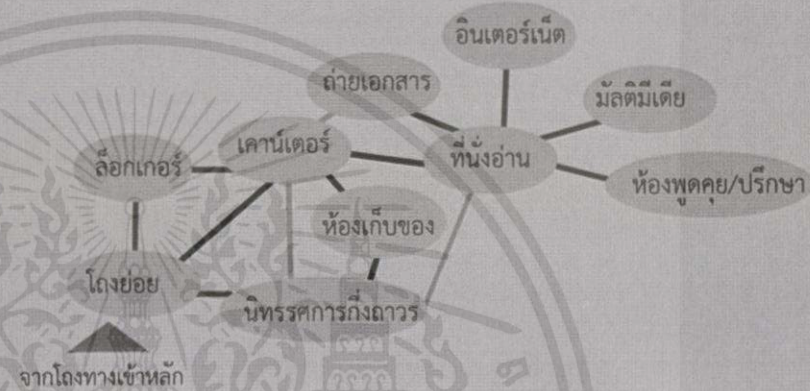 อินเตอร์เน็ต
ถ่ายเอกสาร
มัลติมีเดีย
เคาน์เตอร์
ที่นั่งอ่าน
ล็อกเกอร์
ห้องพูดคุย/ปรึกษา
ห้องเก็บของ
โถงย่อย
นิทรรศการกึ่งถาวร
จากโถงทางเข้าหลัก